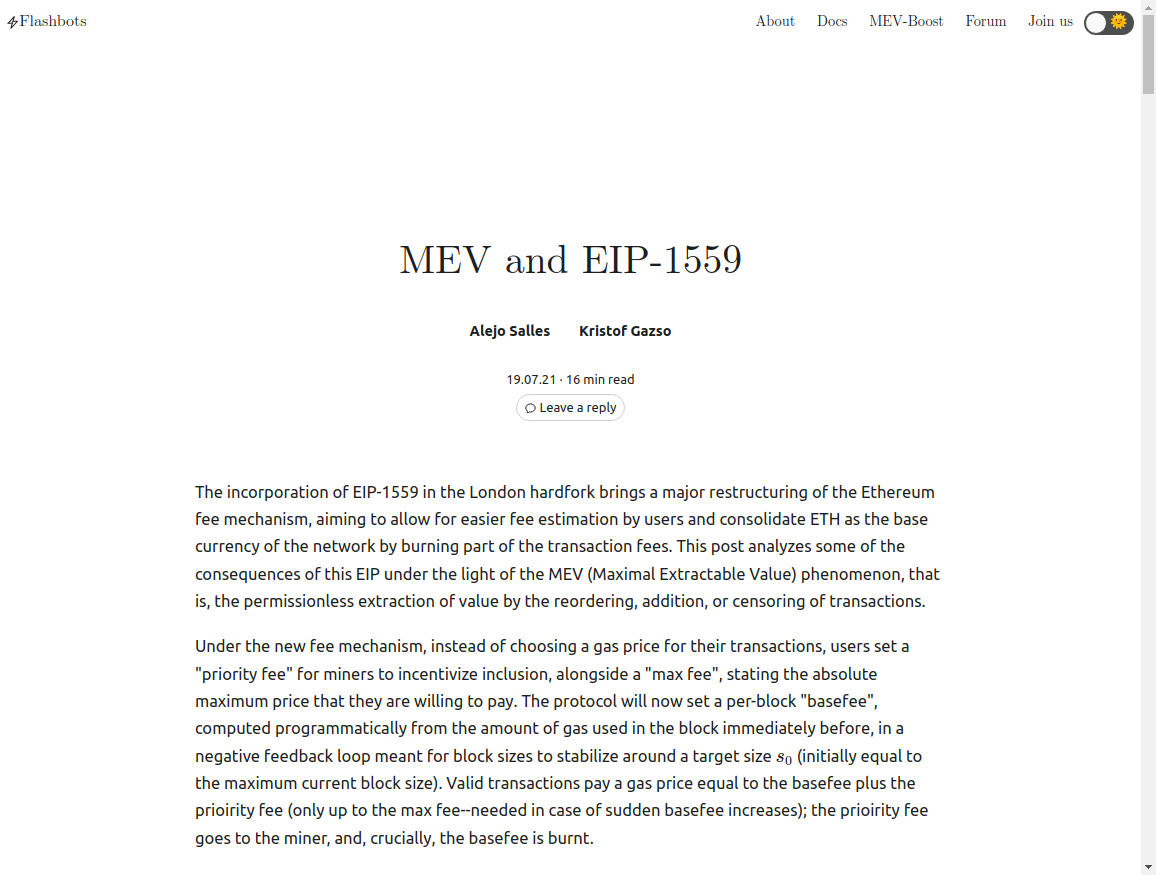 Flashbots
About Docs MEV-Boost Forum Join us
MEV and EIP-1559
Alejo Salles Kristof Gazso
19.07.21 · 16 min read
Leave a reply
The incorporation of EIP-1559 in the London hardfork brings a major restructuring of the Ethereum
fee mechanism, aiming to allow for easier fee estimation by users and consolidate ETH as the base
currency of the network by burning part of the transaction fees. This post analyzes some of the
consequences of this EIP under the light of the MEV (Maximal Extractable Value) phenomenon, that
is, the permissionless extraction of value by the reordering, addition, or censoring of transactions.
Under the new fee mechanism, instead of choosing a gas price for their transactions, users set a
"priority fee" for miners to incentivize inclusion, alongside a "max fee", stating the absolute
maximum price that they are willing to pay. The protocol will now set a per-block "basefee",
computed programmatically from the amount of gas used in the block immediately before, in a
negative feedback loop meant for block sizes to stabilize around a target size s₀ (initially equal to
the maximum current block size). Valid transactions pay a gas price equal to the basefee plus the
prioirity fee (only up to the max fee--needed in case of sudden basefee increases); the prioirity fee
goes to the miner, and, crucially, the basefee is burnt.